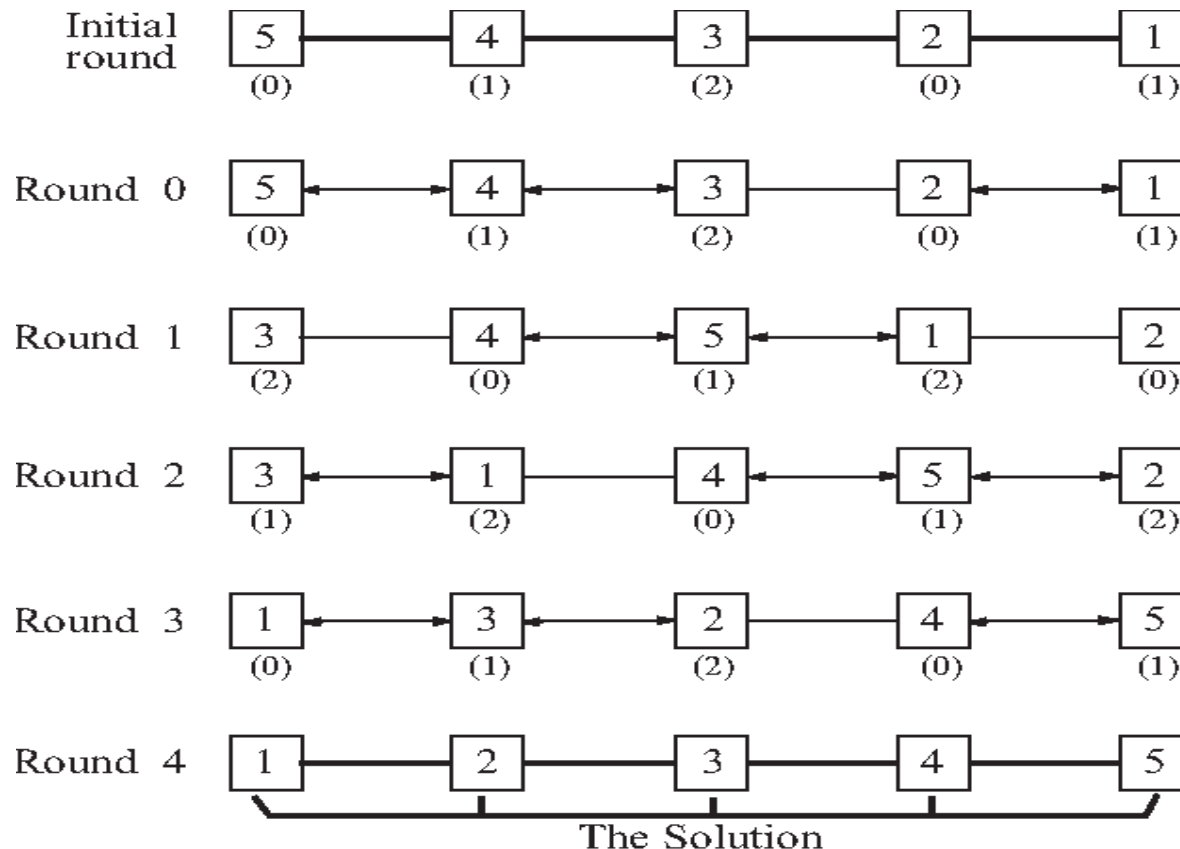 Initial
round
5 4 3 2 1
(0) (1) (2) (0) (1)
Round 0 5 4 3 2 1
(0) (1) (2) (0) (1)
Round 1 3 4 5 1 2
(2) (0) (1) (2) (0)
Round 2 3 1 4 5 2
(1) (2) (0) (1) (2)
Round 3 1 3 2 4 5
(0) (1) (2) (0) (1)
Round 4 1 2 3 4 5
The Solution